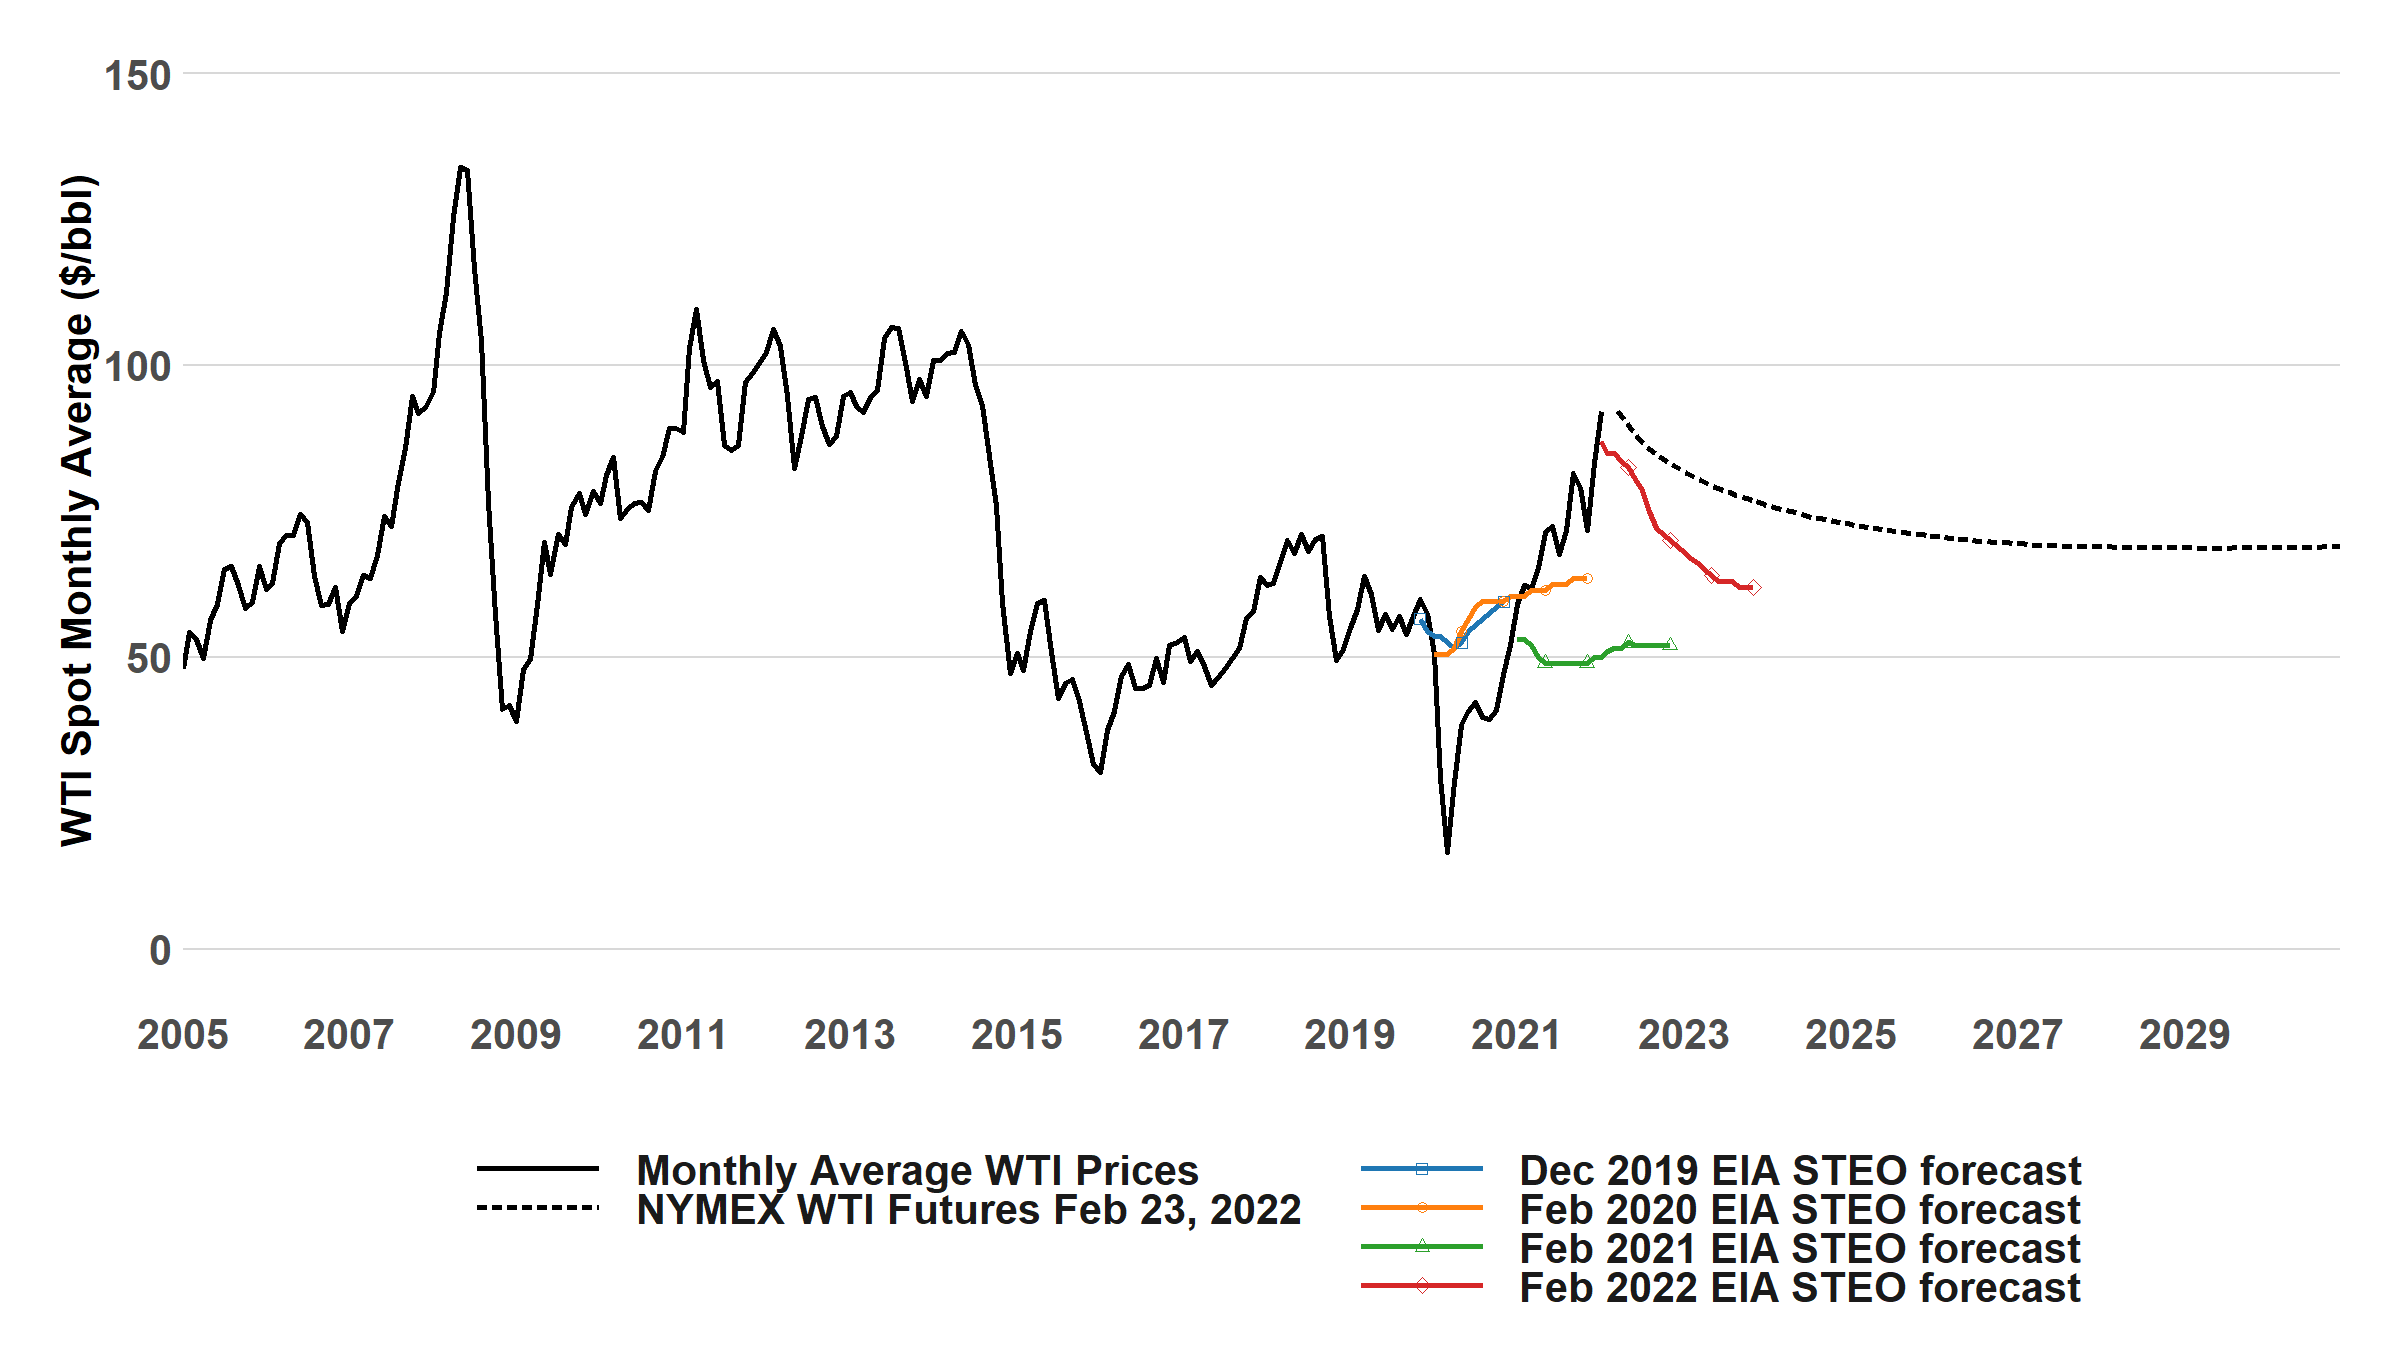 150
100
50
0
WTI Spot Monthly Average ($/bbl)
2005 2007 2009 2011 2013 2015 2017 2019 2021 2023 2025 2027 2029
Monthly Average WTI Prices
NYMEX WTI Futures Feb 23, 2022
Dec 2019 EIA STEO forecast
Feb 2020 EIA STEO forecast
Feb 2021 EIA STEO forecast
Feb 2022 EIA STEO forecast